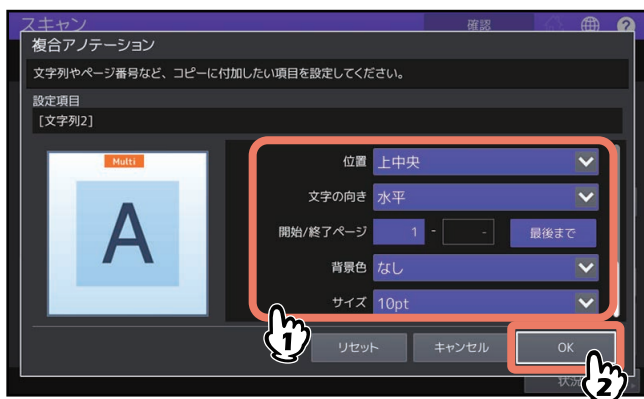 スキャン 確認
複合アノテーション
文字列やページ番号など、コピーに付加したい項目を設定してください。
設定項目
[文字列2]
Multi
A
位置 上中央
文字の向き 水平
開始/終了ページ 1 - - 最後まで
背景色 なし
サイズ 10pt
リセット キャンセル OK
状況
1
2